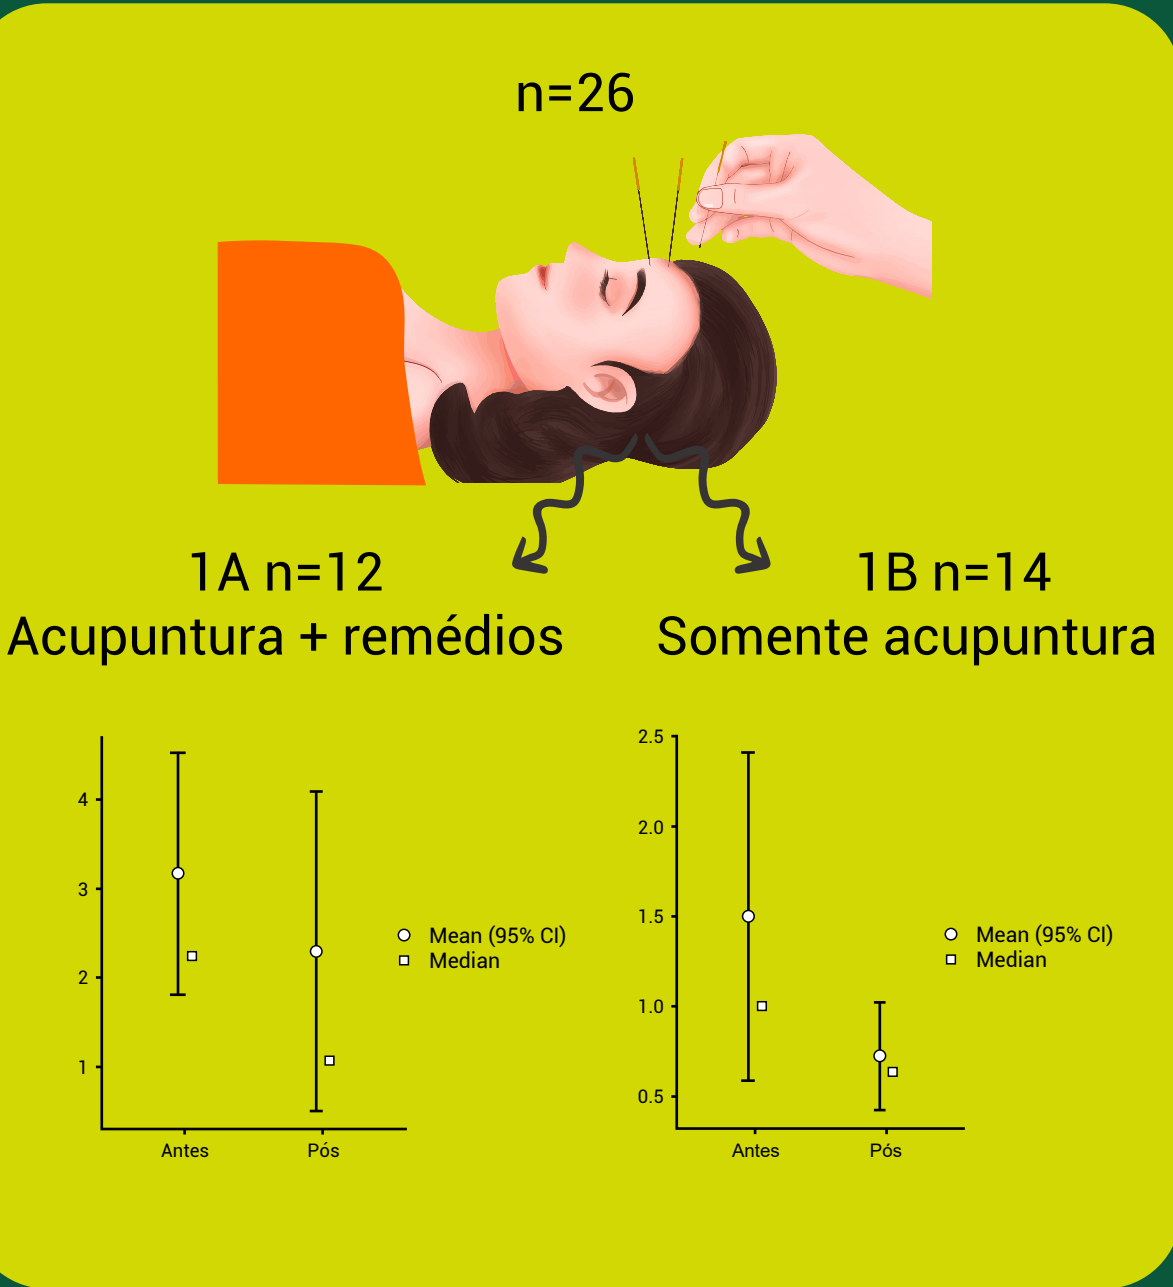 n=26
1A n=12
Acupuntura + remédios
1B n=14
Somente acupuntura
4
3
2
1
Antes
Pós
Mean (95% CI)
Median
2.5
2.0
1.5
1.0
0.5
Antes
Pós
Mean (95% CI)
Median